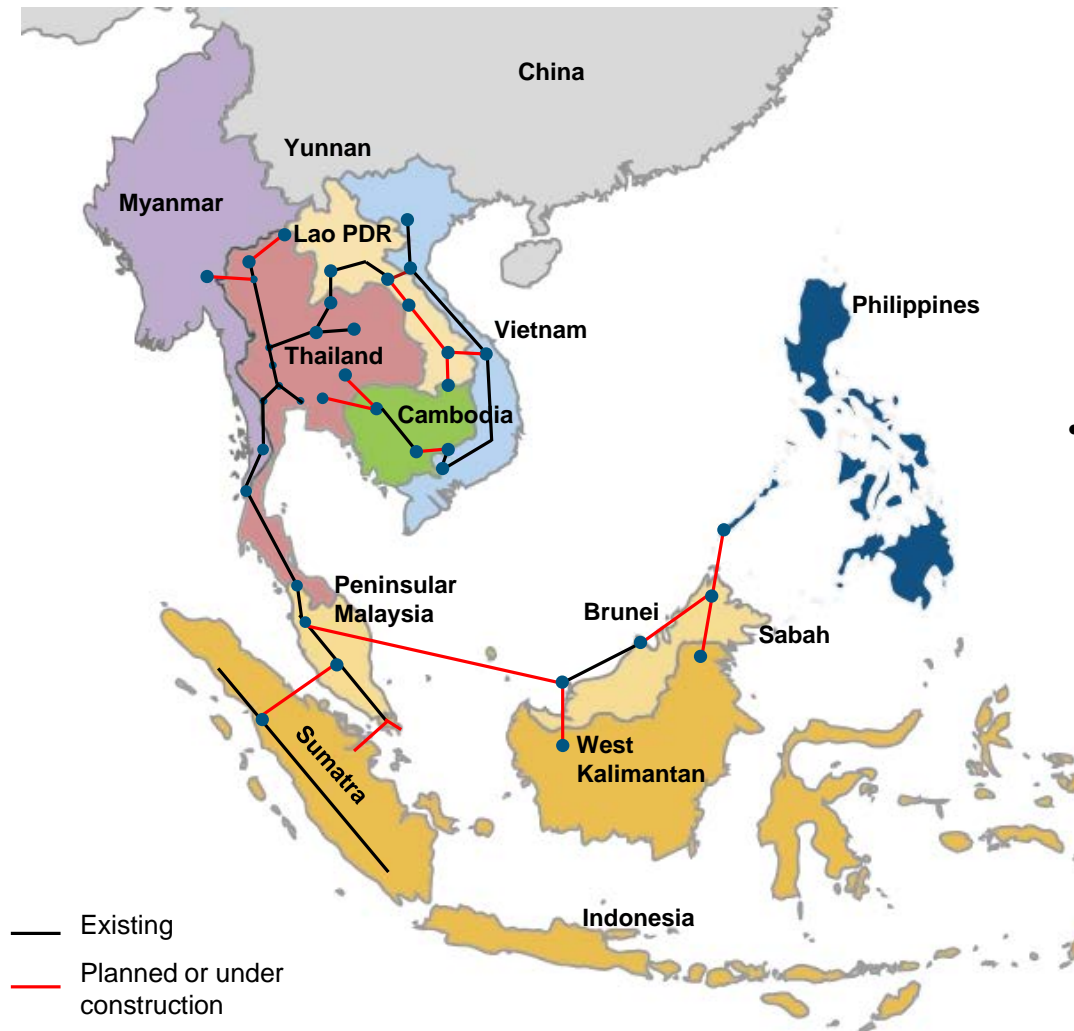 China
Yunnan
Myanmar
Lao PDR
Philippines
Vietnam
Thailand
Cambodia
Peninsular
Malaysia
Brunei
Sabah
Sumatra
West
Kalimantan
Indonesia
Existing
Planned or under
construction